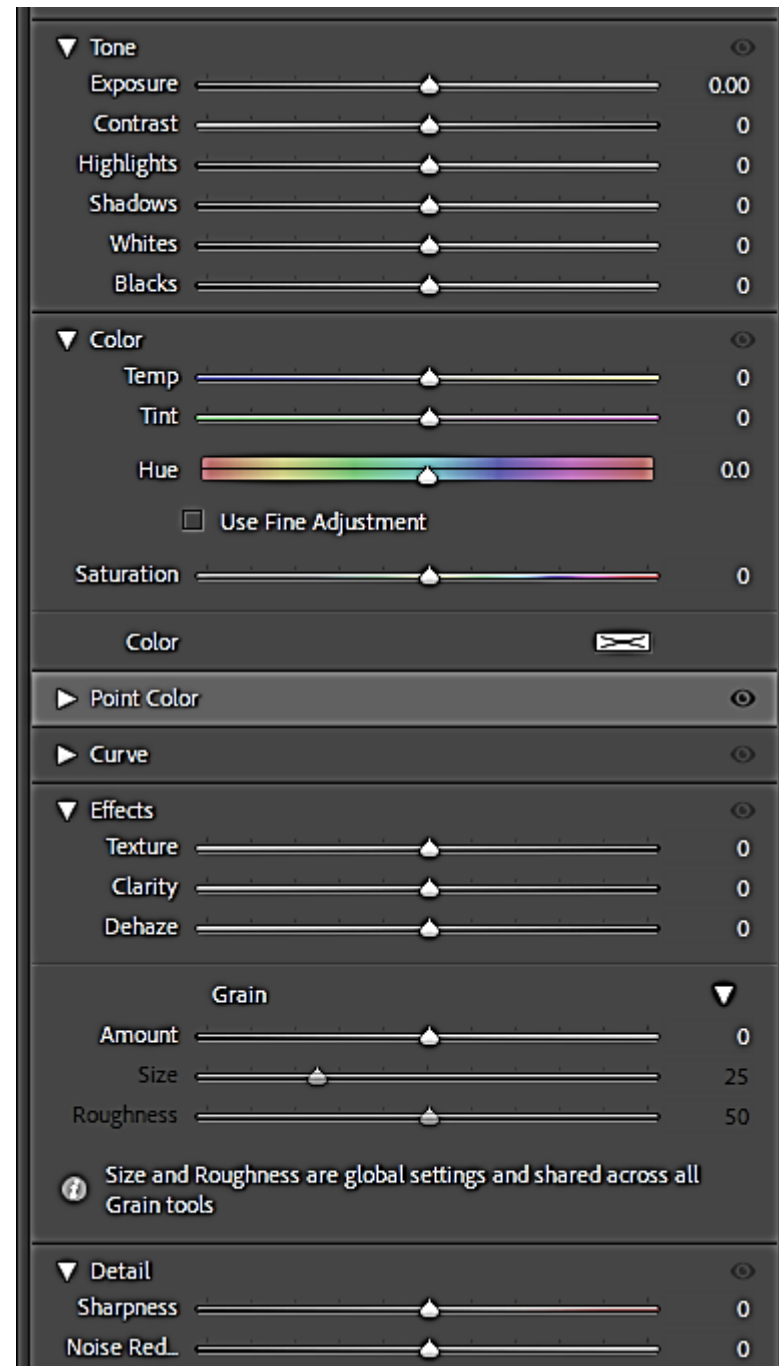 Tone
Exposure 0.00
Contrast 0
Highlights 0
Shadows 0
Whites 0
Blacks 0
Color
Temp 0
Tint 0
Hue 0.0
Use Fine Adjustment
Saturation 0
Color
Point Color
Curve
Effects
Texture 0
Clarity 0
Dehaze 0
Grain
Amount 0
Size 25
Roughness 50
Size and Roughness are global settings and shared across all
Grain tools
Detail
Sharpness 0
Noise Red... 0